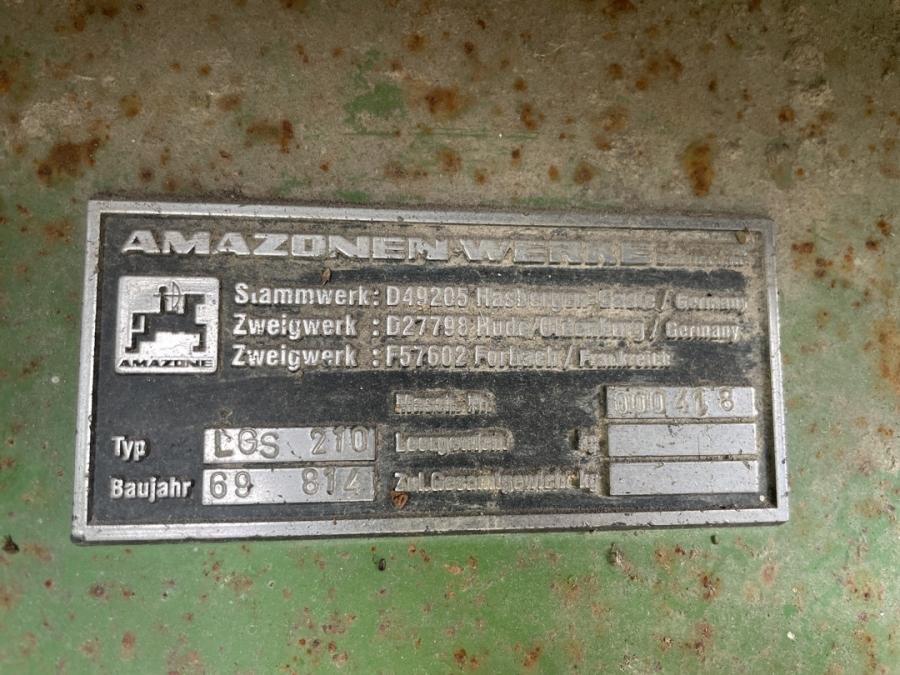 AMAZONEN-WERKE
AMAZONE
Stammwerk: D49205 Hasbergen-Gaste / Germany
Zweigwerk : D27798 Hude/Oldenburg / Germany
Zweigwerk : F57602 Forbach / Frankreich
Masch.-Nr. 000418
Typ LGS 210 Leergewicht kg
Baujahr 69 814 Zul. Gesamtgewicht kg